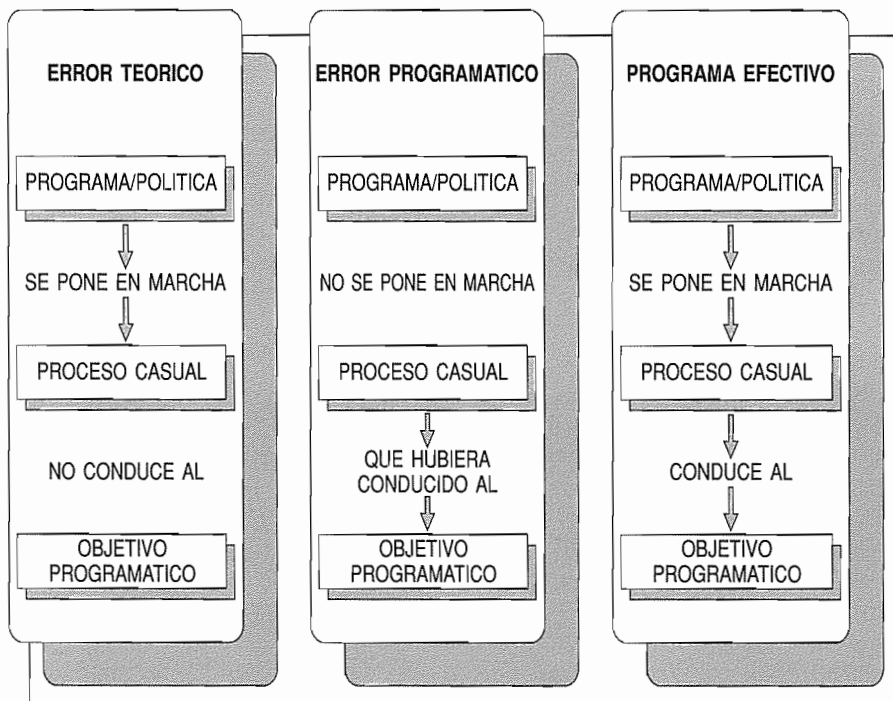 ERROR TEORICO
PROGRAMA/POLITICA
SE PONE EN MARCHA
PROCESO CASUAL
NO CONDUCE AL
OBJETIVO
PROGRAMATICO
ERROR PROGRAMATICO
PROGRAMA/POLITICA
NO SE PONE EN MARCHA
PROCESO CASUAL
QUE HUBIERA
CONDUCIDO AL
OBJETIVO
PROGRAMATICO
PROGRAMA EFECTIVO
PROGRAMA/POLITICA
SE PONE EN MARCHA
PROCESO CASUAL
CONDUCE AL
OBJETIVO
PROGRAMATICO